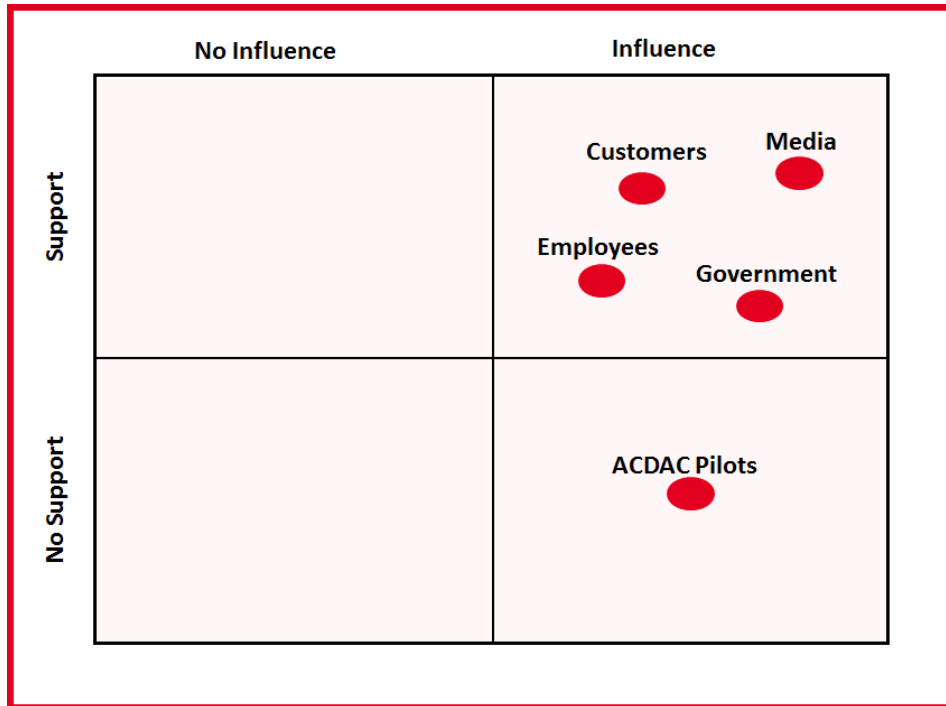 No Influence
Influence
Support
Customers
Media
Employees
Government
No Support
ACDAC Pilots